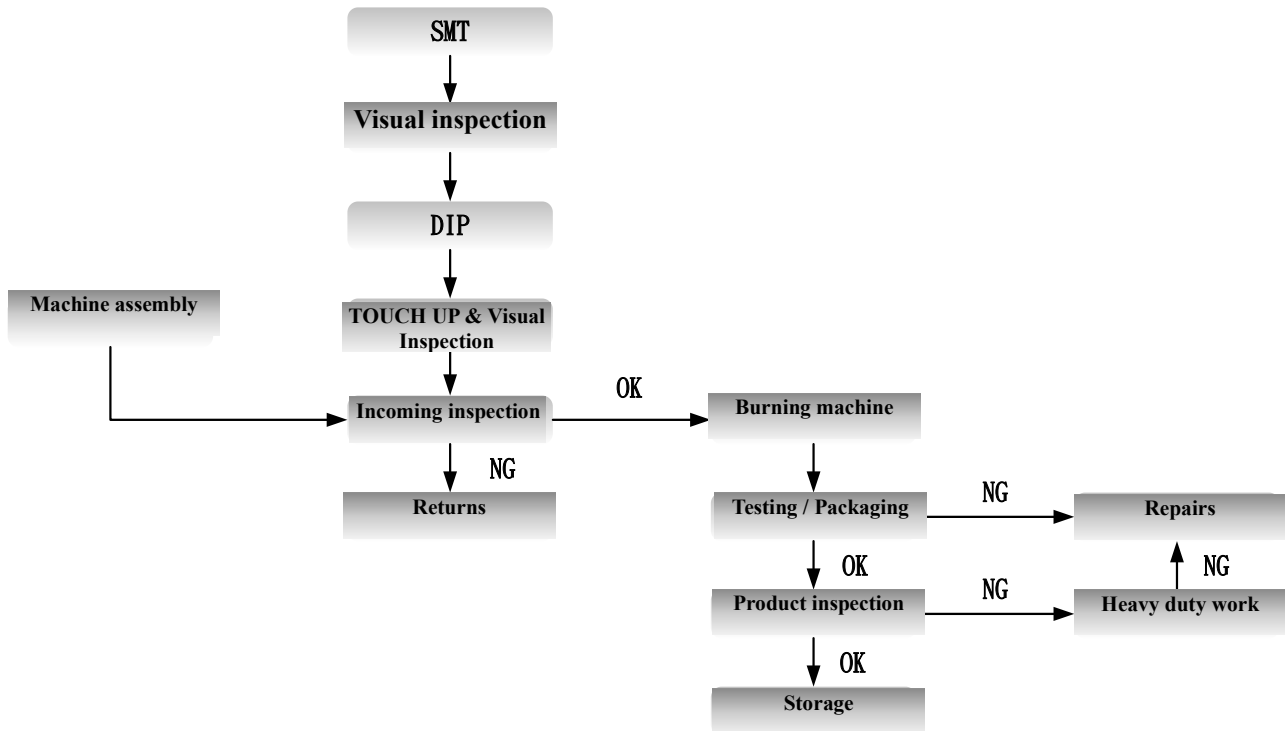 SMT
Visual inspection
DIP
Machine assembly
TOUCH UP & Visual
Inspection
Incoming inspection
OK
Burning machine
NG
Returns
Testing / Packaging
NG
Repairs
OK
NG
Product inspection
NG
Heavy duty work
OK
Storage